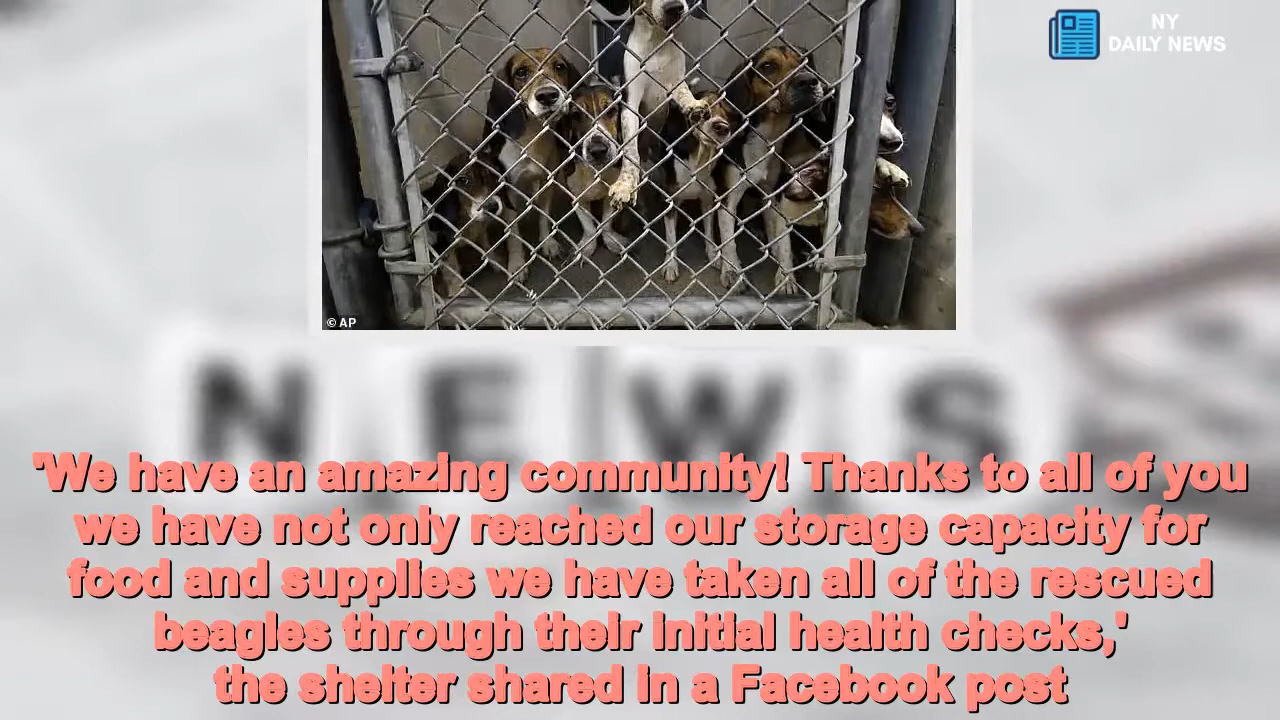 NY
DAILY NEWS
© AP
NEWS
'We have an amazing community! Thanks to all of you
we have not only reached our storage capacity for
food and supplies we have taken all of the rescued
beagles through their initial health checks,'
the shelter shared in a Facebook post